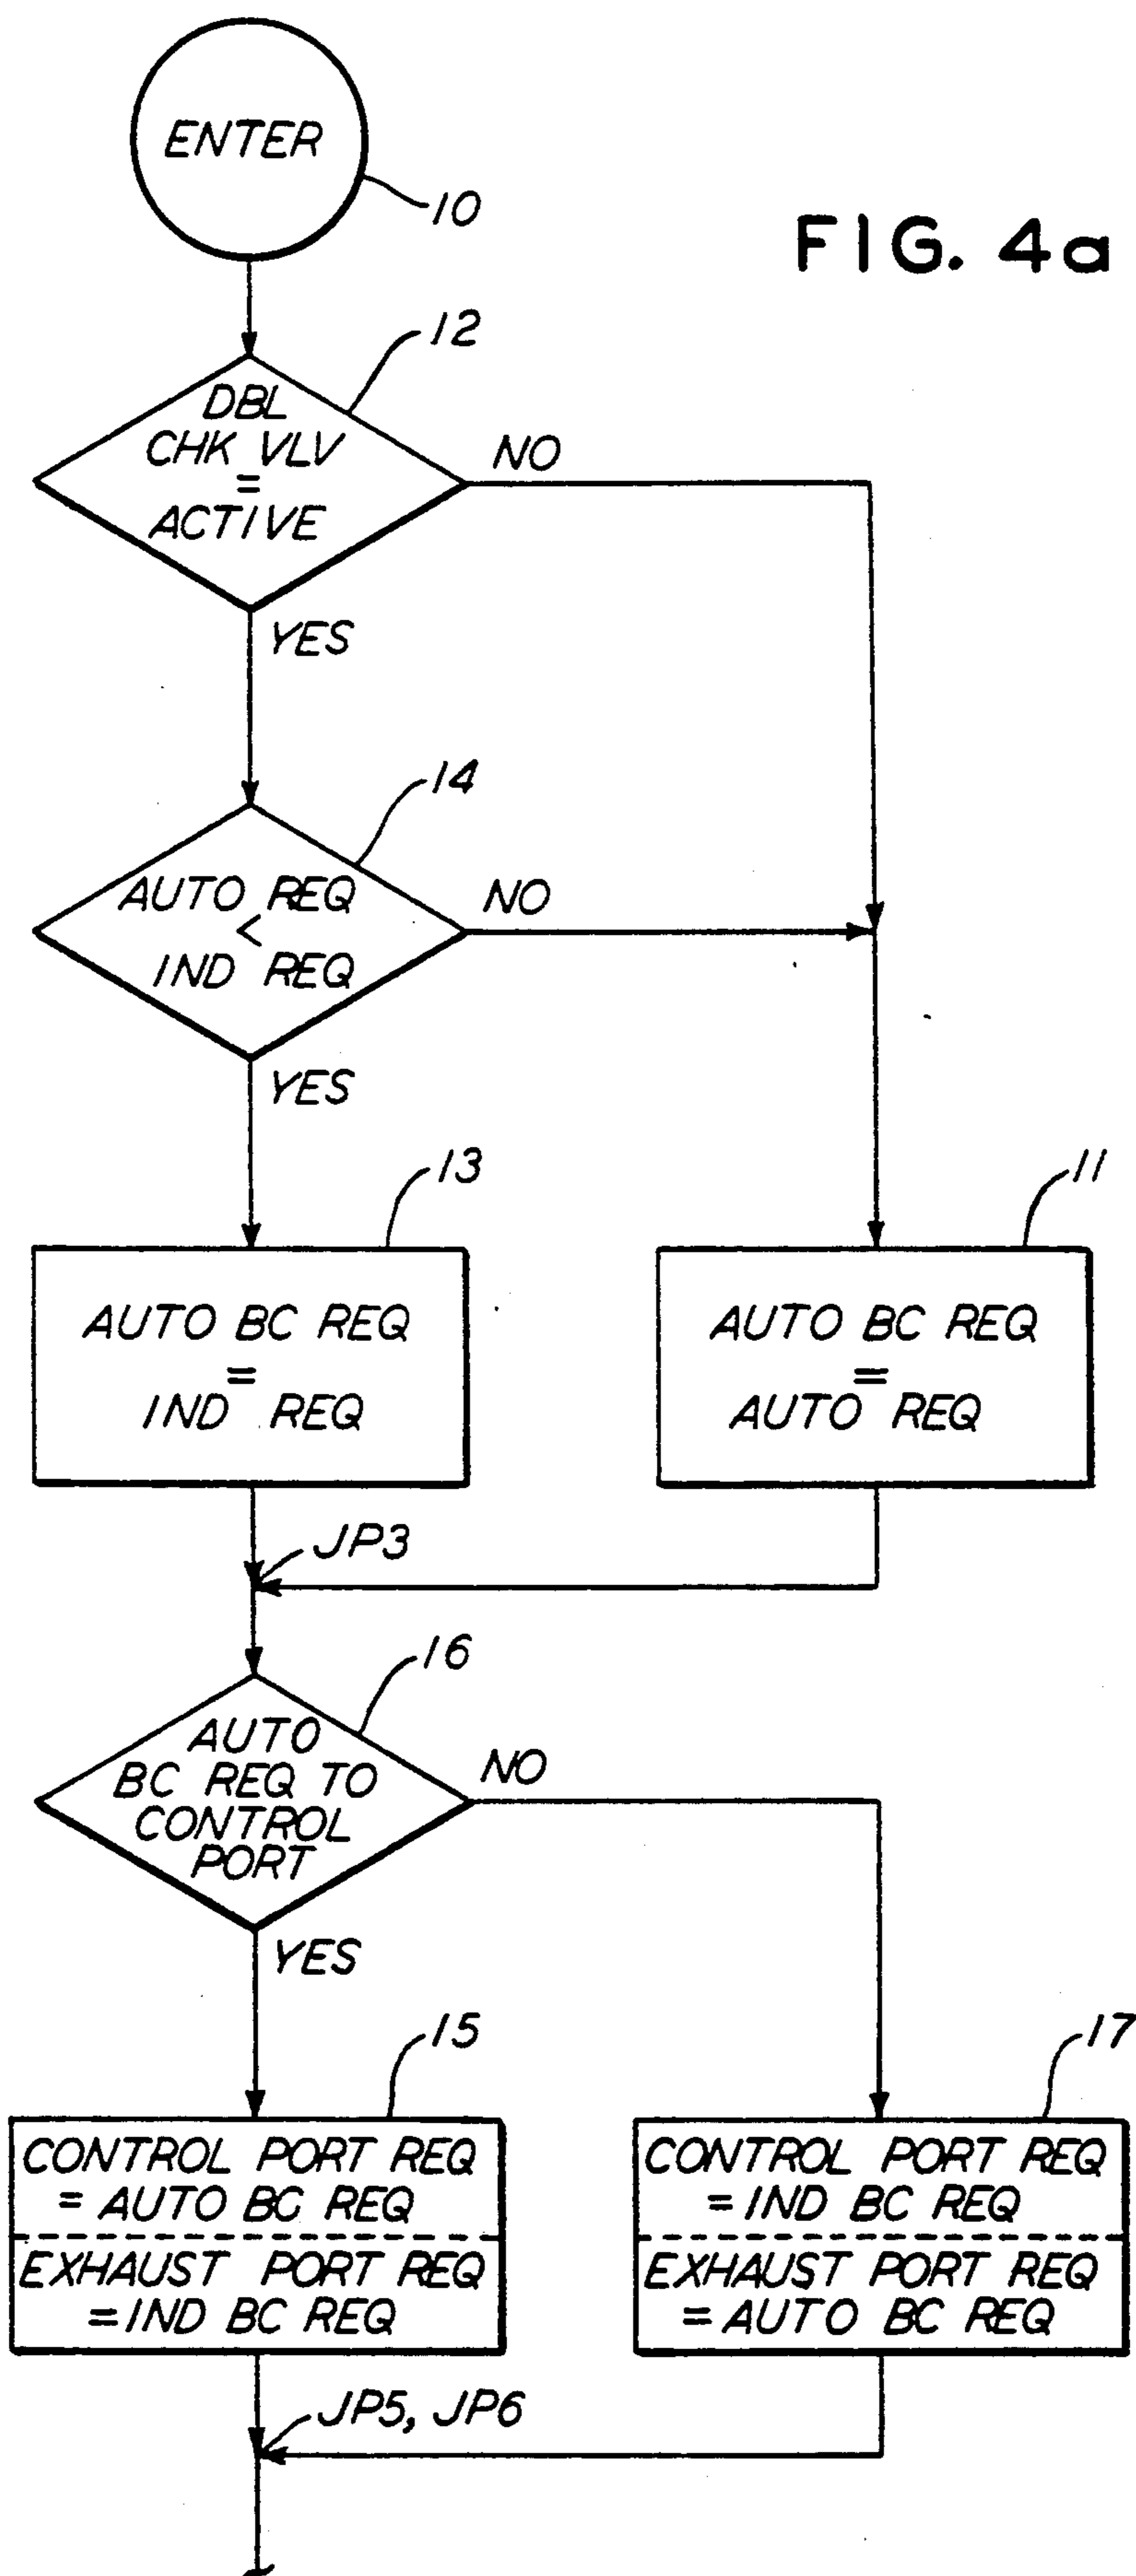 ENTER
10
FIG. 4a
12
DBL
CHK VLV
=
ACTIVE
NO
YES
14
AUTO REQ
<
IND REQ
NO
YES
13
AUTO BC REQ
=
IND REQ
11
AUTO BC REQ
=
AUTO REQ
JP3
16
AUTO
BC REQ TO
CONTROL
PORT
NO
YES
15
CONTROL PORT REQ
= AUTO BC REQ
EXHAUST PORT REQ
= IND BC REQ
17
CONTROL PORT REQ
= IND BC REQ
EXHAUST PORT REQ
= AUTO BC REQ
JP5, JP6